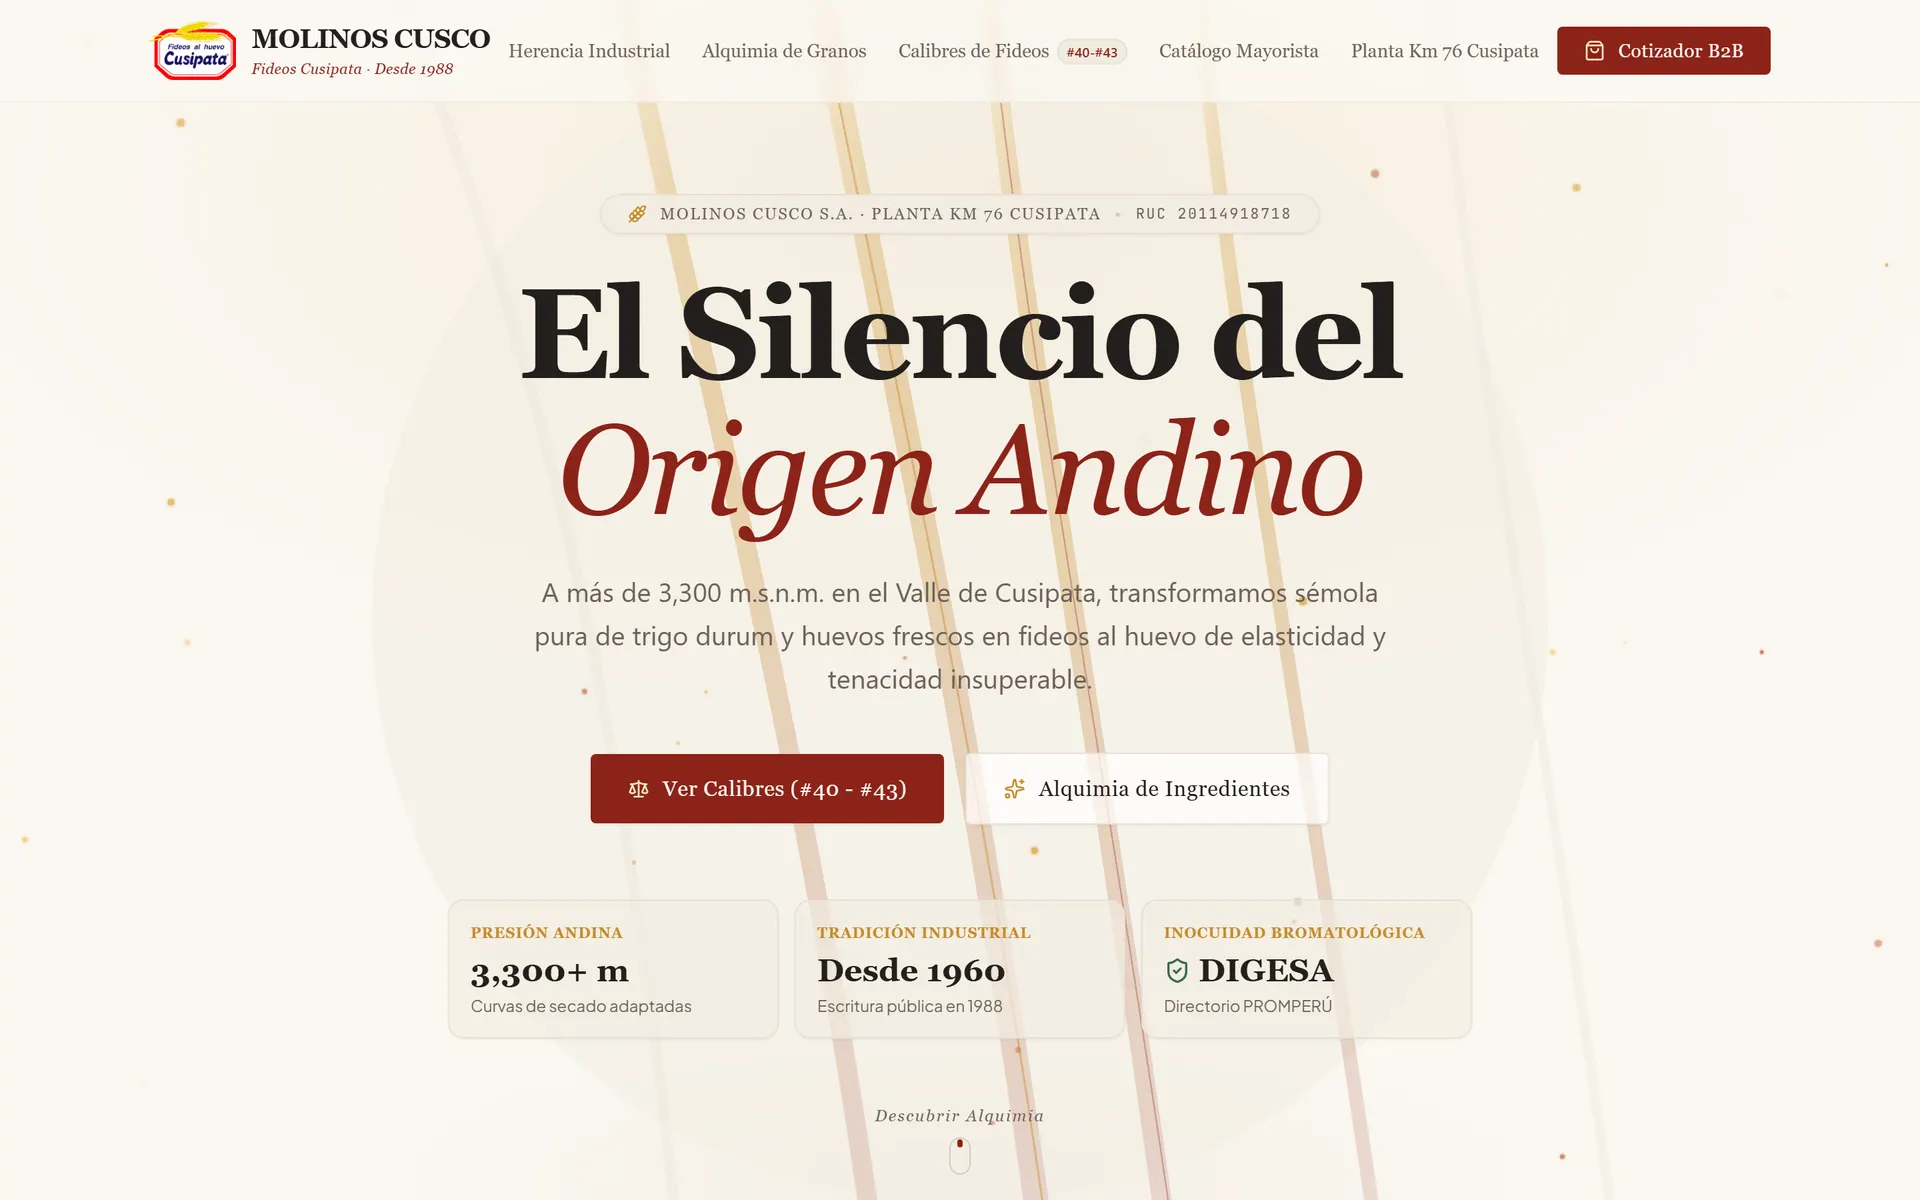 Fideos al huevo
Cusipata
MOLINOS CUSCO
Fideos Cusipata · Desde 1988
Herencia Industrial
Alquimia de Granos
Calibres de Fideos #40-#43
Catálogo Mayorista
Planta Km 76 Cusipata
Cotizador B2B
MOLINOS CUSCO S.A. · PLANTA KM 76 CUSIPATA • RUC 20114918718
El Silencio del
Origen Andino
A más de 3,300 m.s.n.m. en el Valle de Cusipata, transformamos sémola
pura de trigo durum y huevos frescos en fideos al huevo de elasticidad y
tenacidad insuperable.
Ver Calibres (#40 - #43)
Alquimia de Ingredientes
PRESIÓN ANDINA
3,300+ m
Curvas de secado adaptadas
TRADICIÓN INDUSTRIAL
Desde 1960
Escritura pública en 1988
INOCUIDAD BROMATOLÓGICA
DIGESA
Directorio PROMPERÚ
Descubrir Alquimia